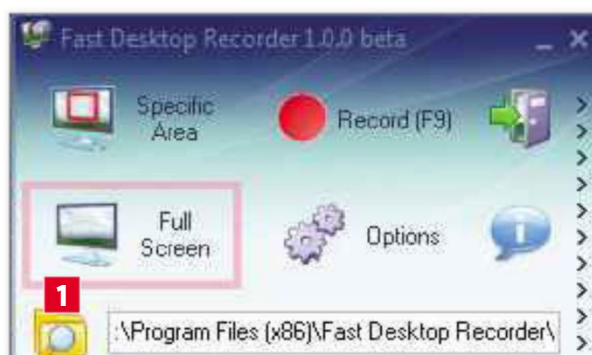 Fast Desktop Recorder 1.0.0 beta
Specific
Area
Record (F9)
Full
Screen
Options
1
:\Program Files (x86)\Fast Desktop Recorder\